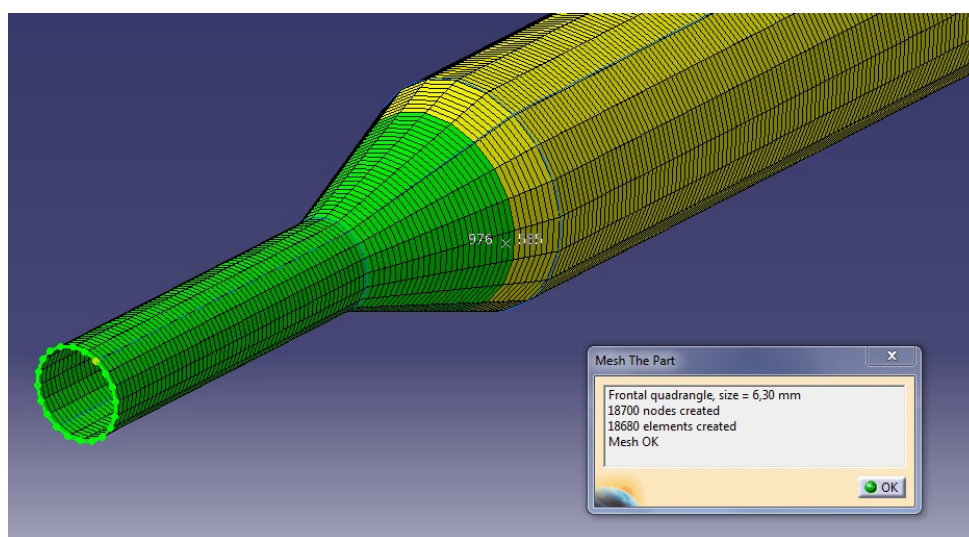 976 × 585
Mesh The Part
X
Frontal quadrangle, size = 6,30 mm
18700 nodes created
18680 elements created
Mesh OK
OK